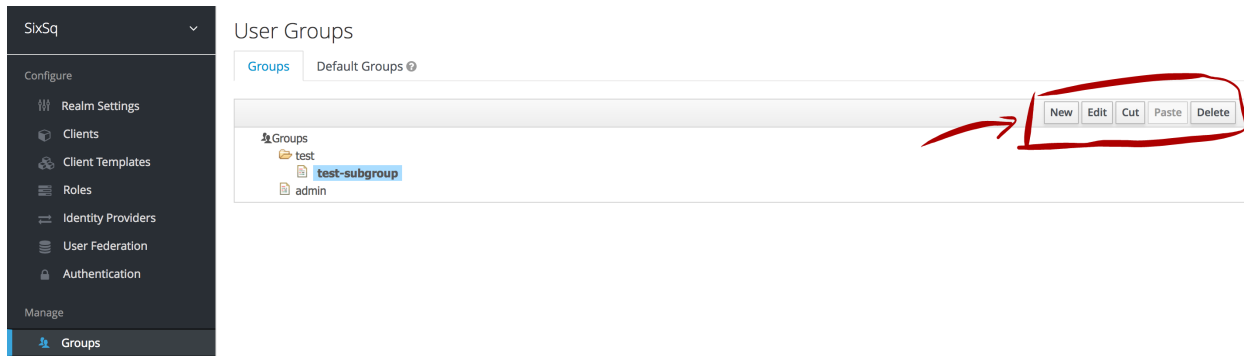 SixSq
User Groups
Groups
Default Groups
Configure
Realm Settings
Clients
Client Templates
Roles
Identity Providers
User Federation
Authentication
Manage
Groups
New Edit Cut Paste Delete
Groups
test
test-subgroup
admin